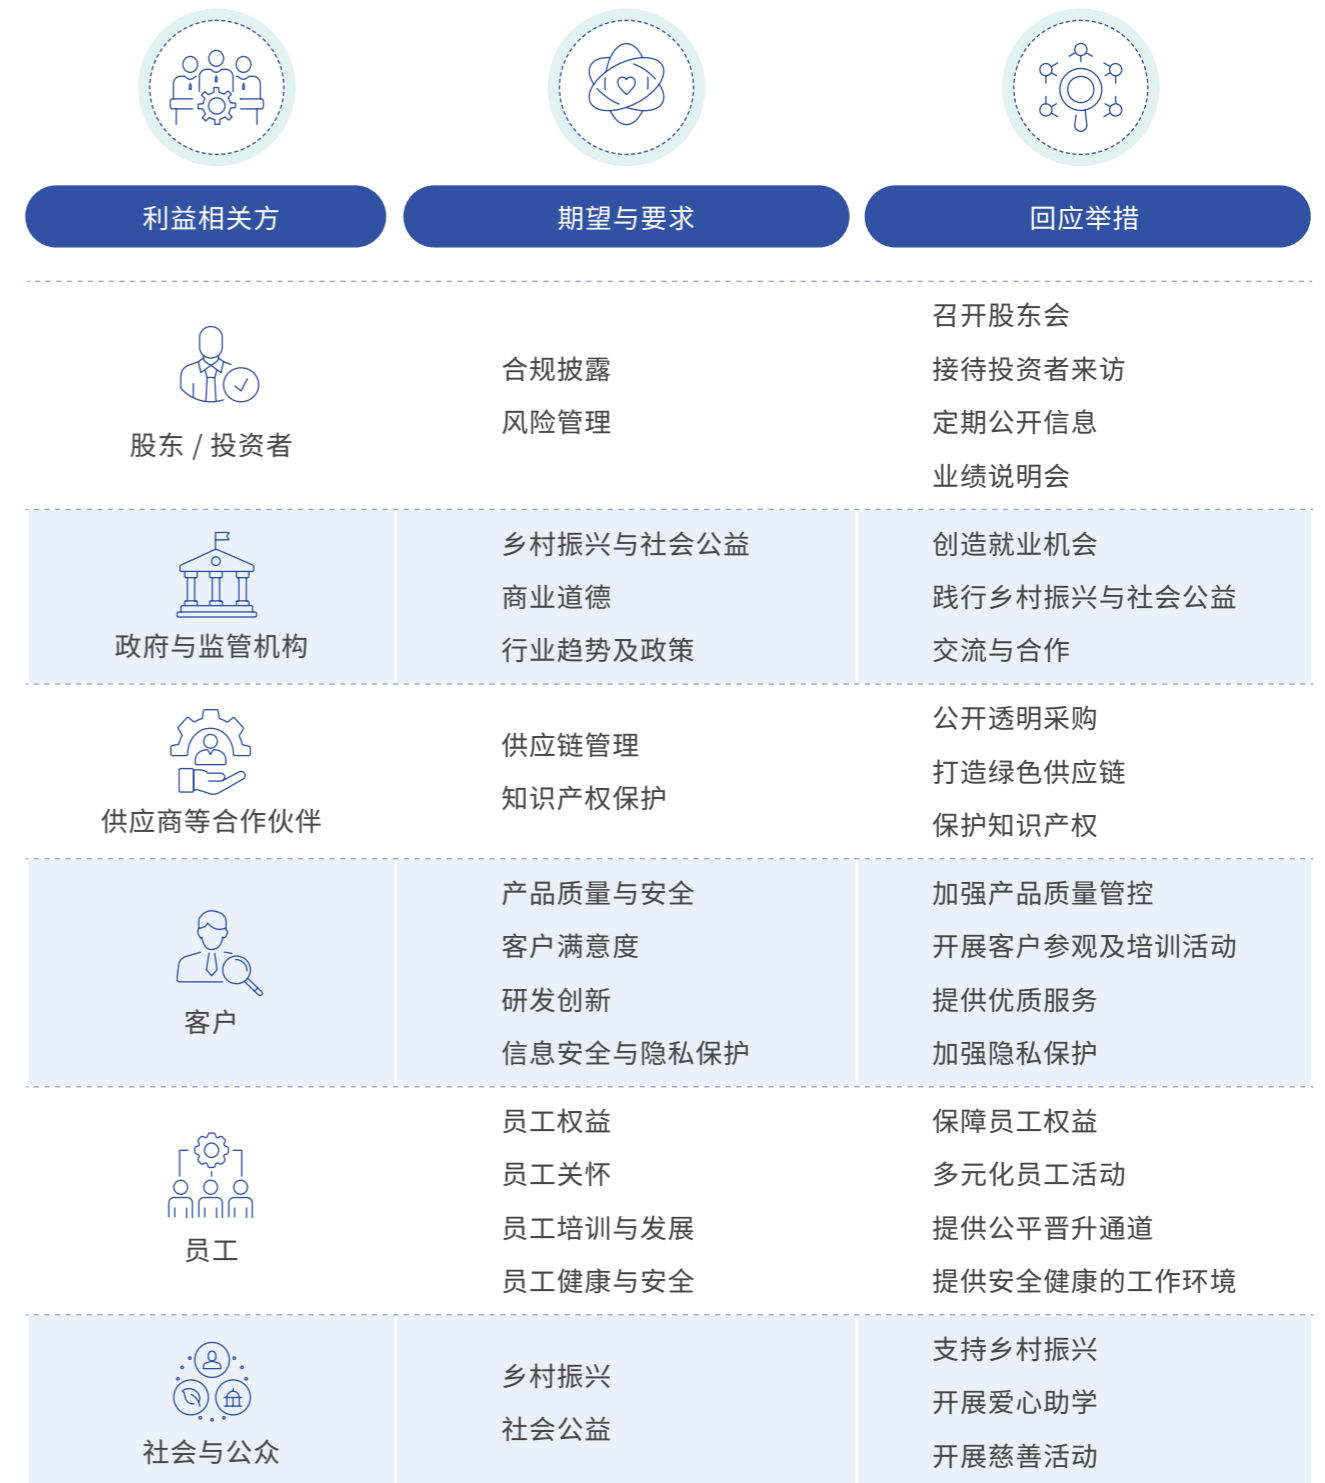 利益相关方
期望与要求
回应举措
股东 / 投资者
合规披露
风险管理
召开股东会
接待投资者来访
定期公开信息
业绩说明会
政府与监管机构
乡村振兴与社会公益
商业道德
行业趋势及政策
创造就业机会
践行乡村振兴与社会公益
交流与合作
供应商等合作伙伴
供应链管理
知识产权保护
公开透明采购
打造绿色供应链
保护知识产权
客户
产品质量与安全
客户满意度
研发创新
信息安全与隐私保护
加强产品质量管控
开展客户参观及培训活动
提供优质服务
加强隐私保护
员工
员工权益
员工关怀
员工培训与发展
员工健康与安全
保障员工权益
多元化员工活动
提供公平晋升通道
提供安全健康的工作环境
社会与公众
乡村振兴
社会公益
支持乡村振兴
开展爱心助学
开展慈善活动